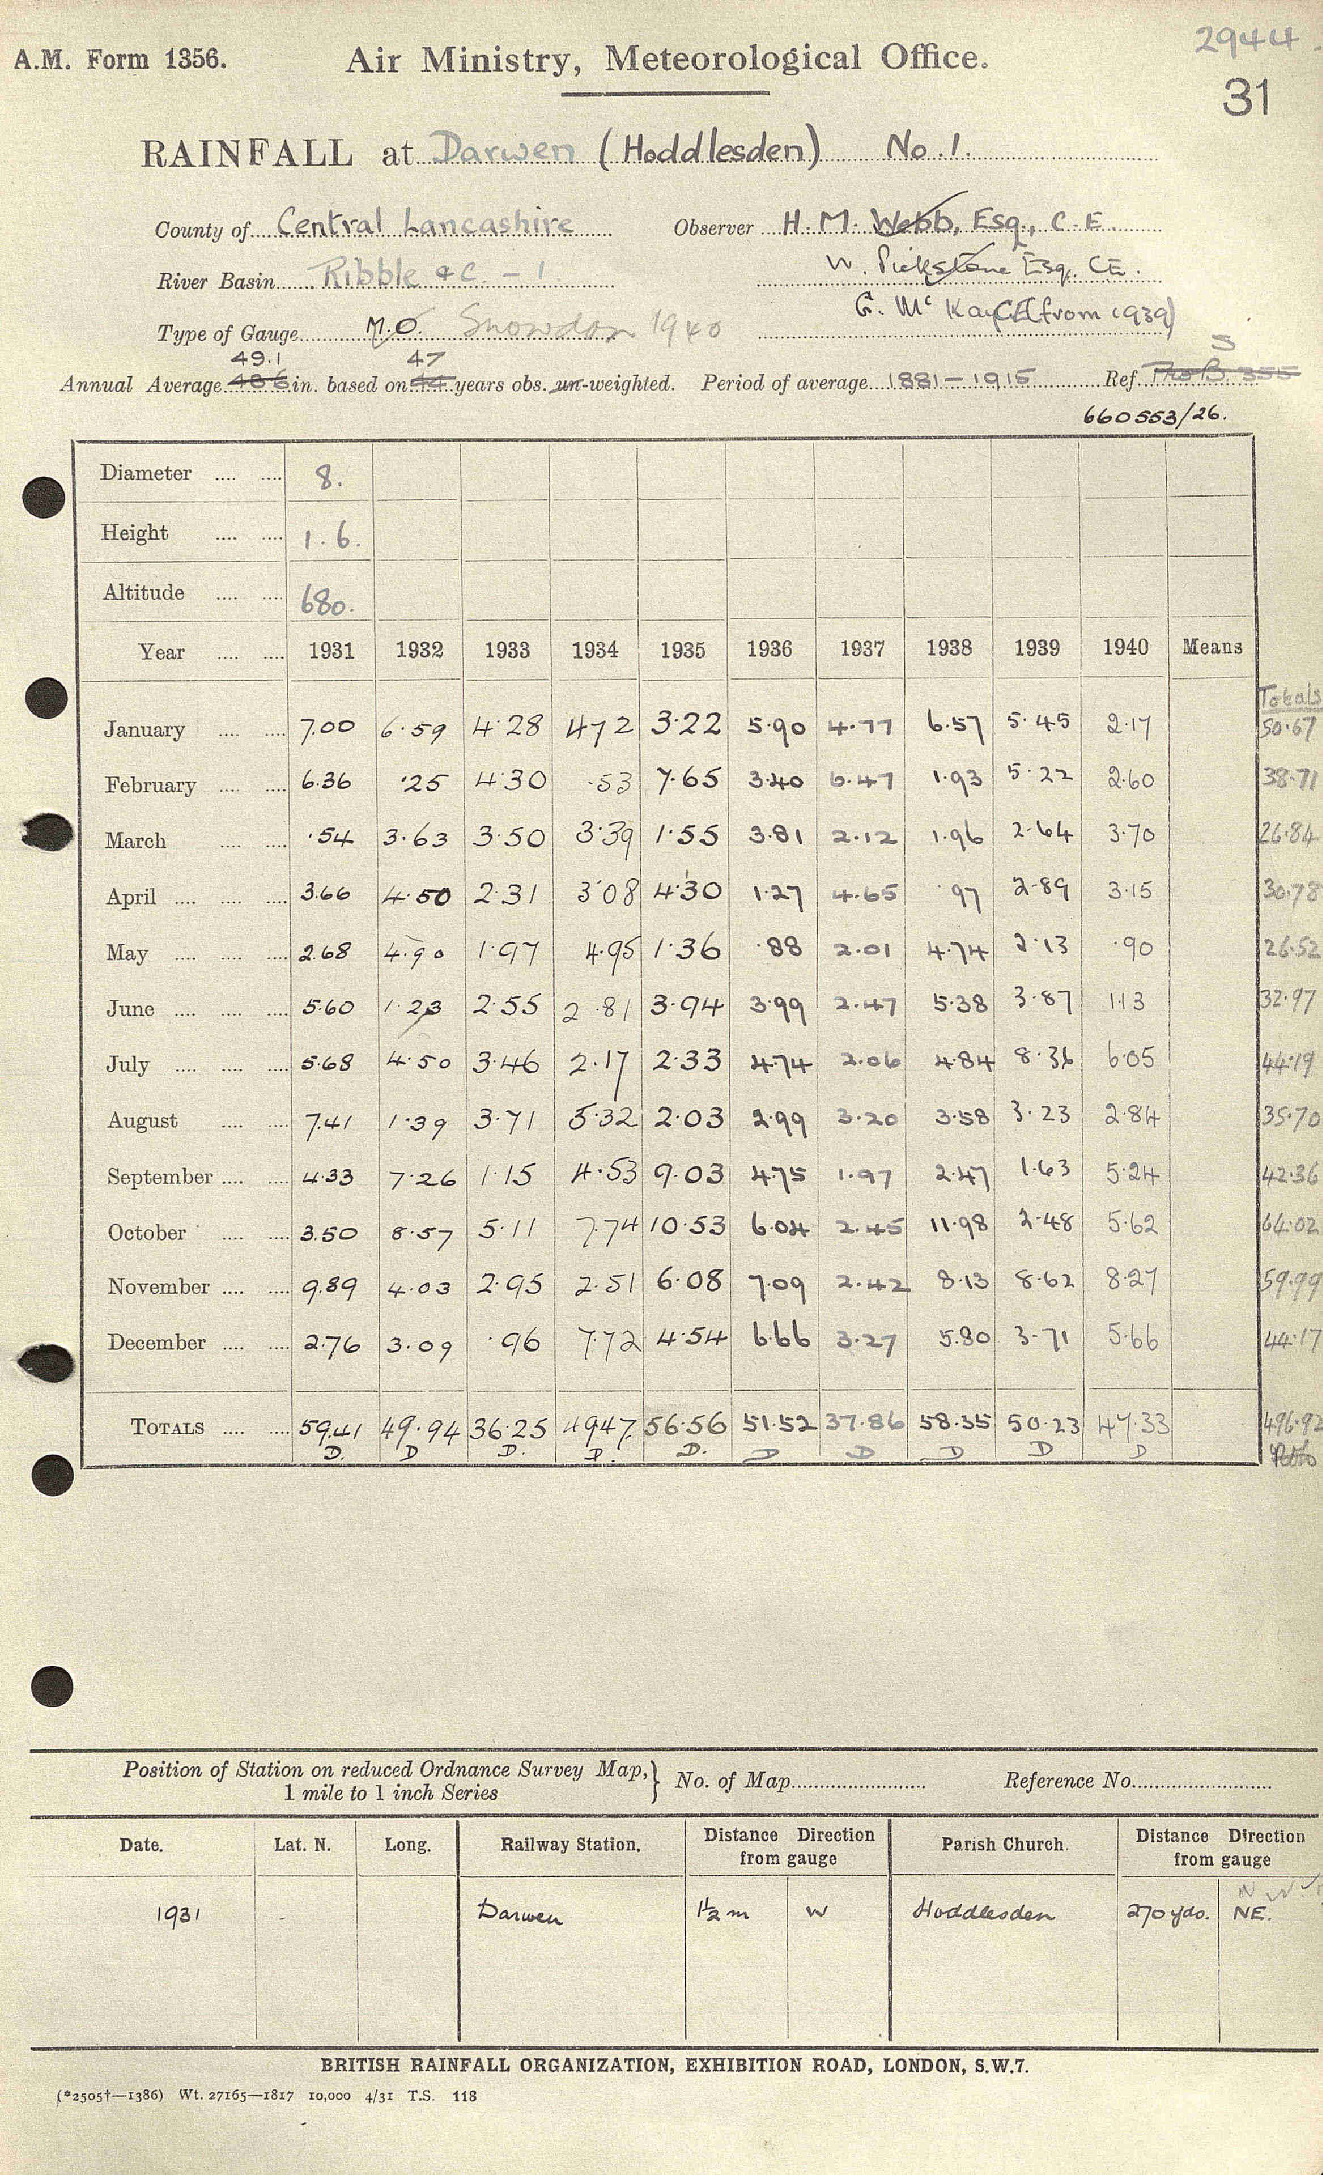 2944.
A.M. Form 1356. Air Ministry, Meteorological Office.
31
RAINFALL at Darwen (Hoddlesden) No. 1.
County of Central Lancashire Observer H. M. Webb, Esq., C.E.
River Basin Ribble &c - 1. W. Pickstone Esq. CE.
G. McKay CE (from 1939)
Type of Gauge M.O. Snowdon 1940
49.1 47 S
Annual Average 48.6 in. based on 44 years obs. un-weighted. Period of average 1881-1915 Ref. 355
660553/26.
Diameter 8.
Height 1.6.
Altitude 680.
Year 1931 1932 1933 1934 1935 1936 1937 1938 1939 1940 Means
Totals
January 7.00 6.59 4.28 4.72 3.22 5.90 4.77 6.57 5.45 2.17 50.67
February 6.36 .25 4.30 .53 7.65 3.40 6.47 1.93 5.22 2.60 38.71
March .54 3.63 3.50 3.39 1.55 3.81 2.12 1.96 2.64 3.70 26.84
April 3.66 4.50 2.31 3.08 4.30 1.27 4.65 .97 2.89 3.15 30.78
May 2.68 4.90 1.97 4.95 1.36 .88 2.01 4.74 2.13 .90 26.52
June 5.60 1.23 2.55 2.81 3.94 3.99 2.47 5.38 3.87 1.13 32.97
July 5.68 4.50 3.46 2.17 2.33 4.74 2.06 4.84 8.36 6.05 44.19
August 7.41 1.39 3.71 5.32 2.03 2.99 3.20 3.58 3.23 2.84 35.70
September 4.33 7.26 1.15 4.53 9.03 4.75 1.97 2.47 1.63 5.24 42.36
October 3.50 8.57 5.11 7.74 10.53 6.04 2.45 11.98 2.48 5.62 64.02
November 9.89 4.03 2.95 2.51 6.08 7.09 2.42 8.13 8.62 8.27 59.99
December 2.76 3.09 .96 7.72 4.54 6.66 3.27 5.80 3.71 5.66 44.17
TOTALS 59.41 49.94 36.25 49.47 56.56 51.52 37.86 58.35 50.23 47.33 496.92
D. D D. D. D. D D D D D
Position of Station on reduced Ordnance Survey Map, 1 mile to 1 inch Series } No. of Map Reference No.
Date. Lat. N. Long. Railway Station. Distance Direction from gauge Parish Church. Distance Direction from gauge
N W
1931 Darwen 1½ m W Hoddlesden 270 yds. NE.
BRITISH RAINFALL ORGANIZATION, EXHIBITION ROAD, LONDON, S.W.7.
(*2505†—1386) Wt. 27165—1817 10,000 4/31 T.S. 118